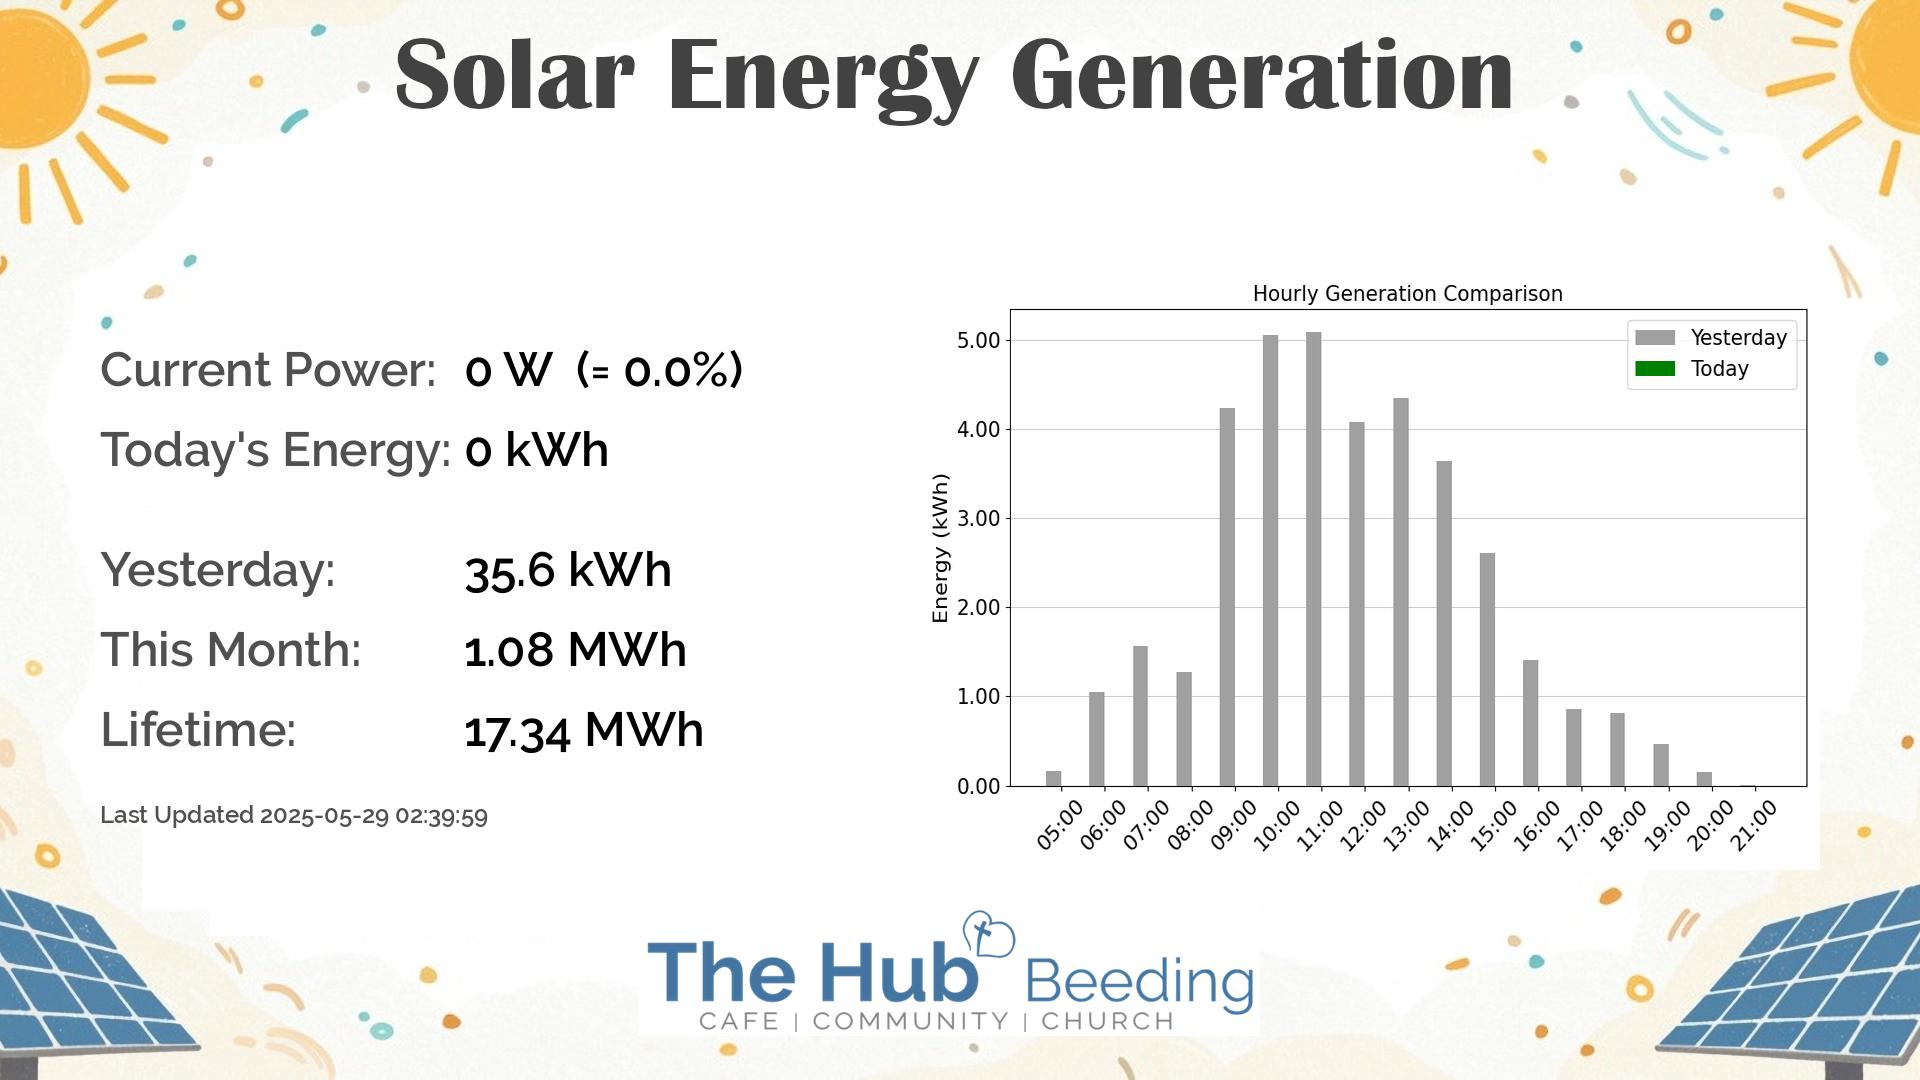 Solar Energy Generation
Current Power: 0 W (= 0.0%)
Today's Energy: 0 kWh
Yesterday: 35.6 kWh
This Month: 1.08 MWh
Lifetime: 17.34 MWh
Last Updated 2025-05-29 02:39:59
Hourly Generation Comparison
Yesterday
Today
Energy (kWh)
5.00
4.00
3.00
2.00
1.00
0.00
05:00 06:00 07:00 08:00 09:00 10:00 11:00 12:00 13:00 14:00 15:00 16:00 17:00 18:00 19:00 20:00 21:00
The Hub Beeding
CAFE | COMMUNITY | CHURCH